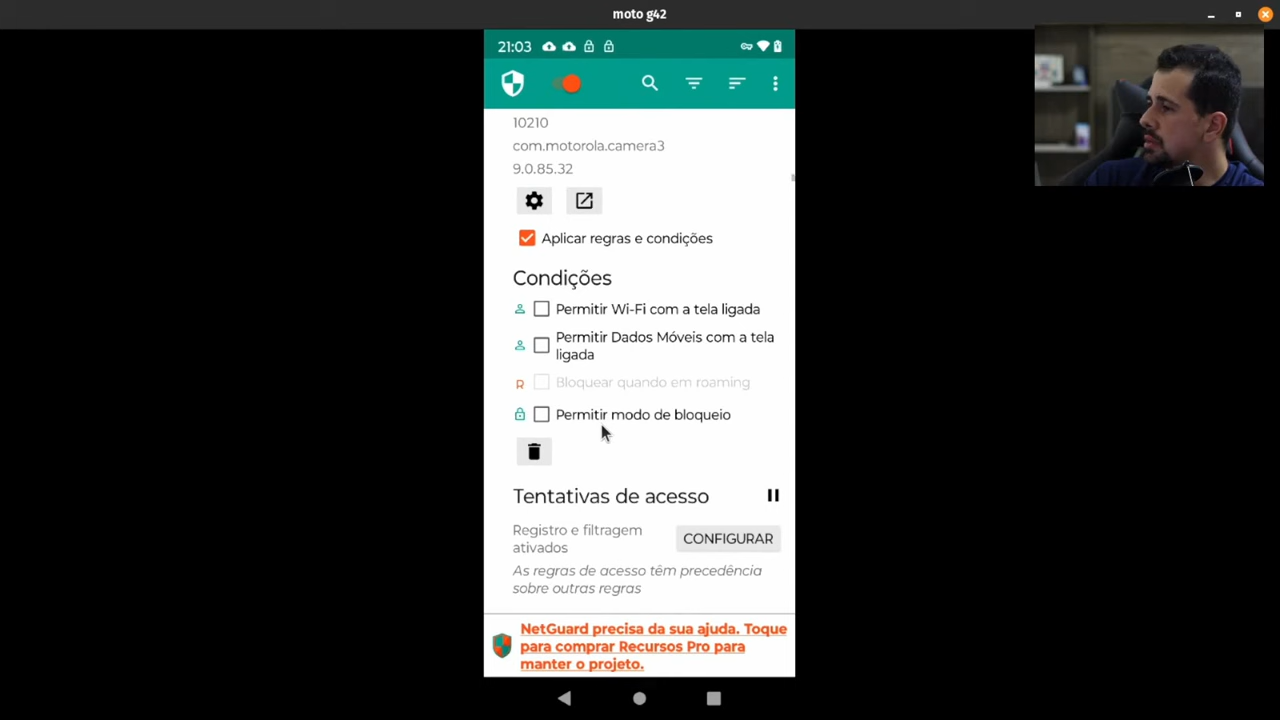 moto g42
21:03
10210
com.motorola.camera3
9.0.85.32
Aplicar regras e condições
Condições
Permitir Wi-Fi com a tela ligada
Permitir Dados Móveis com a tela
ligada
R Bloquear quando em roaming
Permitir modo de bloqueio
Tentativas de acesso
Registro e filtragem
ativados
CONFIGURAR
As regras de acesso têm precedência
sobre outras regras
NetGuard precisa da sua ajuda. Toque
para comprar Recursos Pro para
manter o projeto.